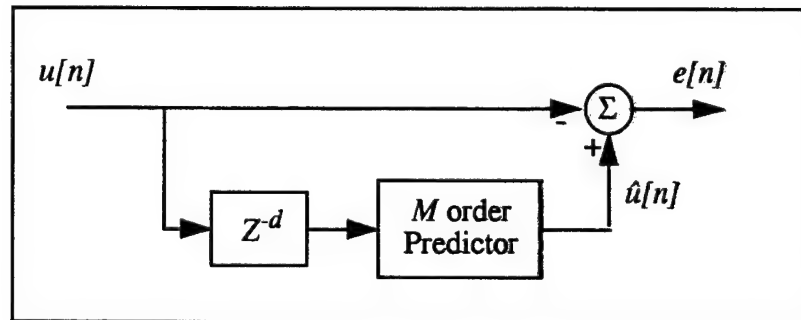 u[n]
e[n]
Σ
-
+
û[n]
Z^-d
M order
Predictor